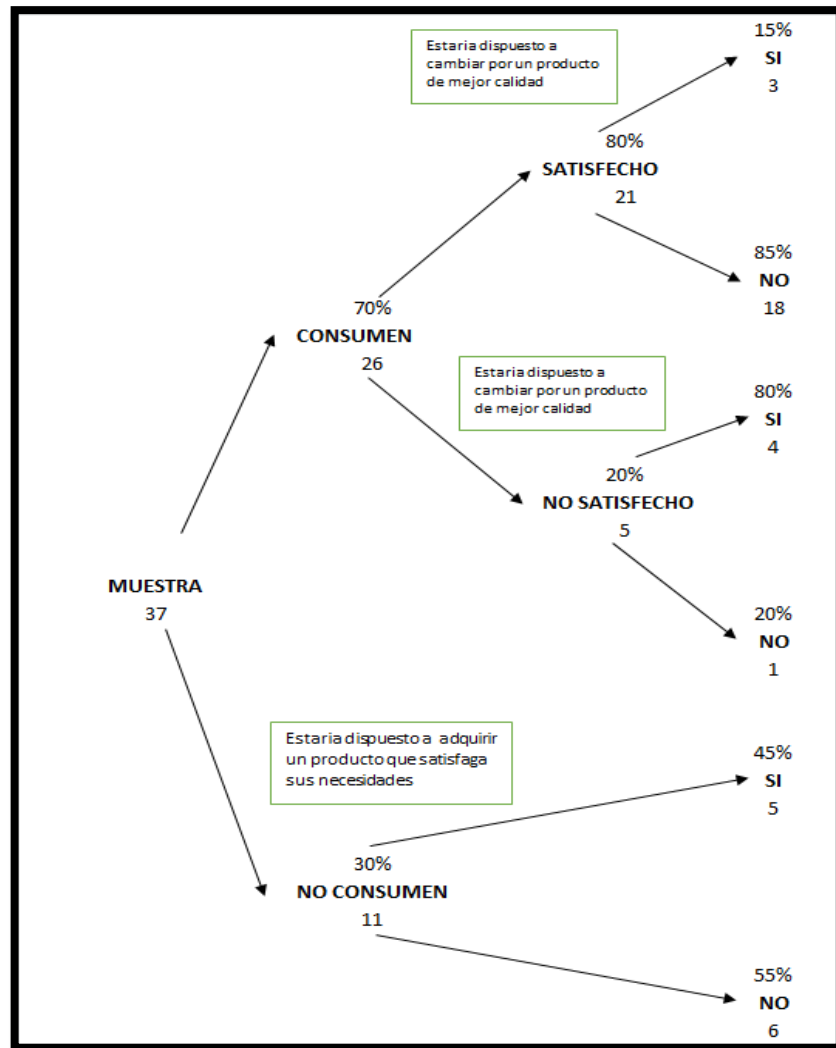 Estaria dispuesto a
cambiar por un producto
de mejor calidad
15%
SI
3
80%
SATISFECHO
21
85%
NO
18
70%
CONSUMEN
26
Estaria dispuesto a
cambiar por un producto
de mejor calidad
80%
SI
4
20%
NO SATISFECHO
5
MUESTRA
37
20%
NO
1
Estaria dispuesto a adquirir
un producto que satisfaga
sus necesidades
45%
SI
5
30%
NO CONSUMEN
11
55%
NO
6